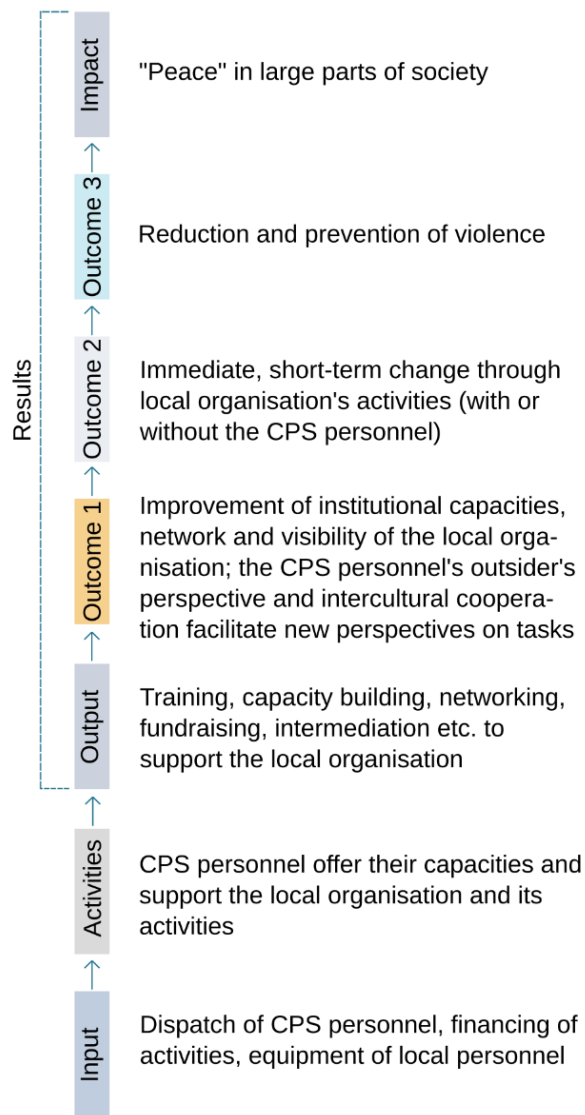 Results
Impact
"Peace" in large parts of society
Outcome 3
Reduction and prevention of violence
Outcome 2
Immediate, short-term change through
local organisation's activities (with or
without the CPS personnel)
Outcome 1
Improvement of institutional capacities,
network and visibility of the local orga-
nisation; the CPS personnel's outsider's
perspective and intercultural coopera-
tion facilitate new perspectives on tasks
Output
Training, capacity building, networking,
fundraising, intermediation etc. to
support the local organisation
Activities
CPS personnel offer their capacities and
support the local organisation and its
activities
Input
Dispatch of CPS personnel, financing of
activities, equipment of local personnel